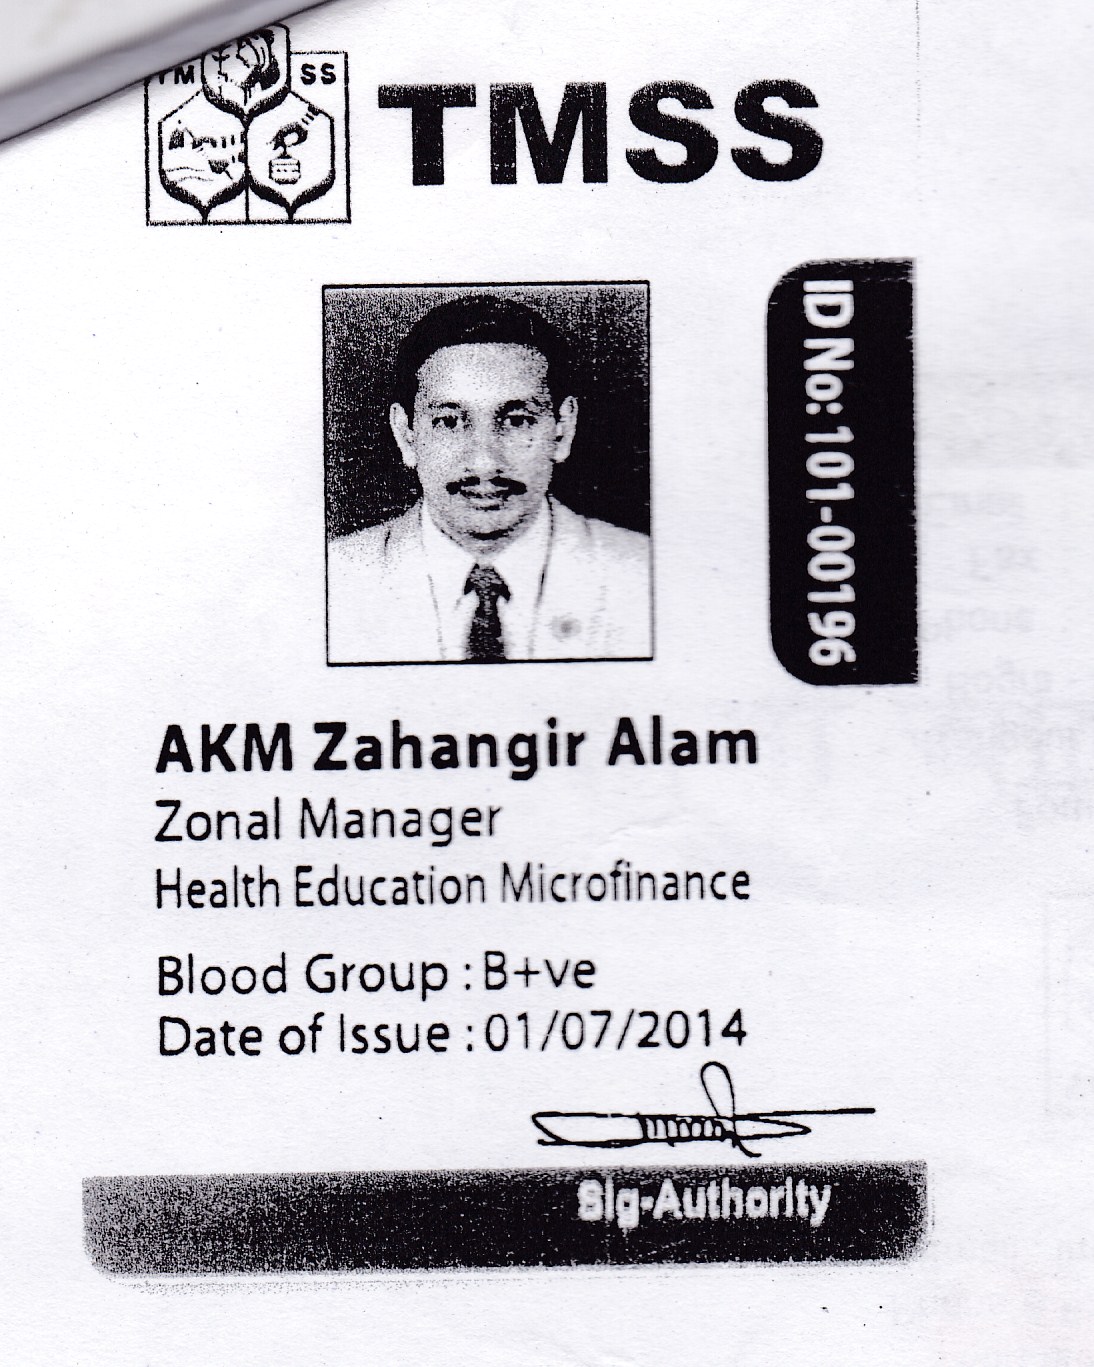 TM SS
TMSS
ID No: 101-00196
AKM Zahangir Alam
Zonal Manager
Health Education Microfinance
Blood Group : B+ve
Date of Issue : 01/07/2014
Sig-Authority